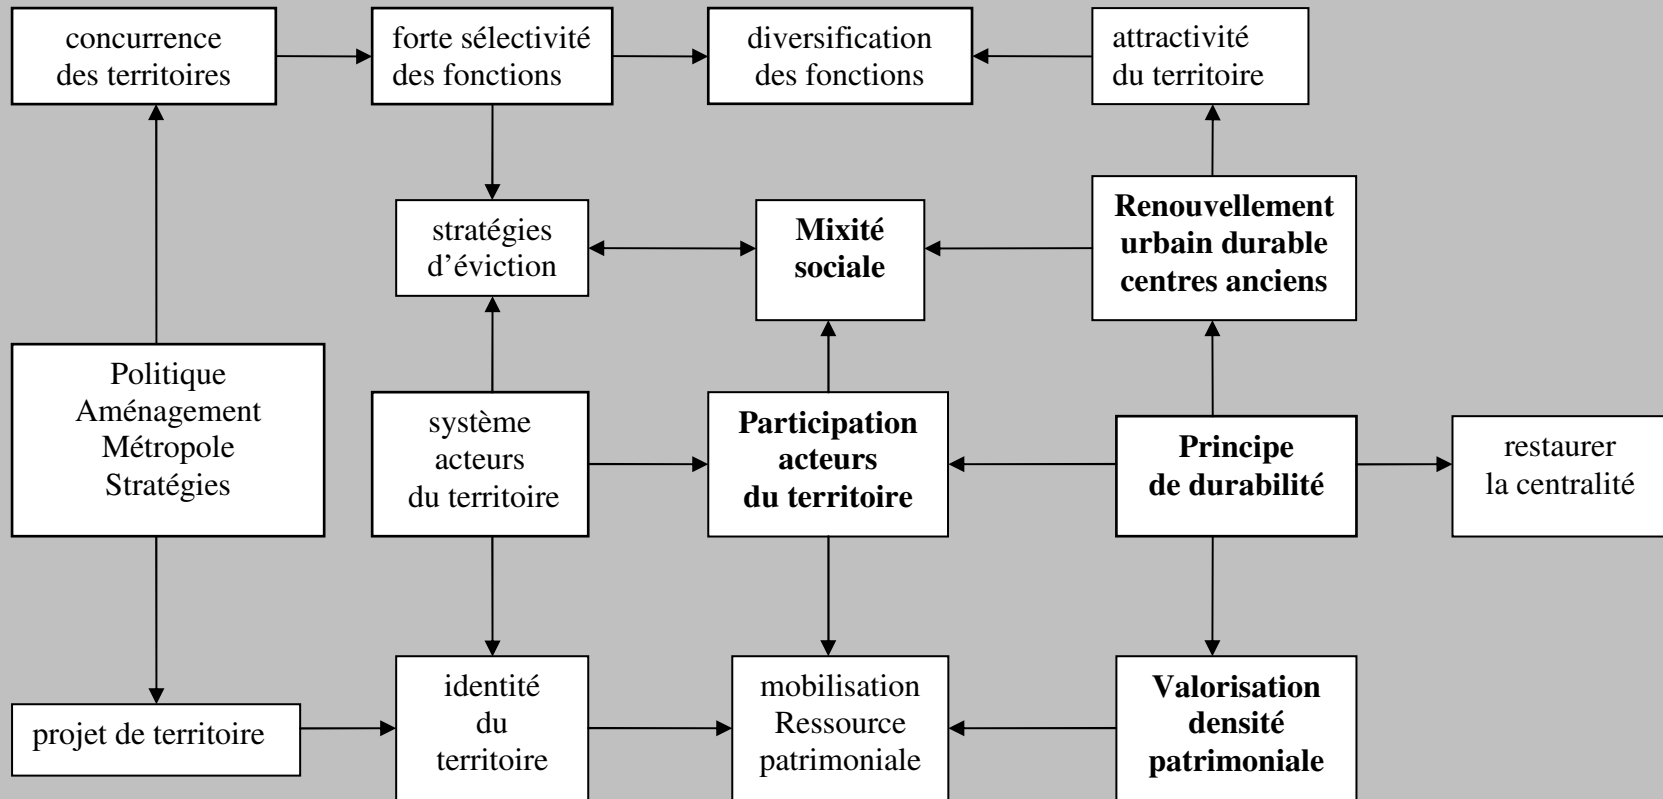 concurrence
des territoires
forte sélectivité
des fonctions
diversification
des fonctions
attractivité
du territoire
stratégies
d'éviction
Mixité
sociale
Renouvellement
urbain durable
centres anciens
Politique
Aménagement
Métropole
Stratégies
système
acteurs
du territoire
Participation
acteurs
du territoire
Principe
de durabilité
restaurer
la centralité
projet de territoire
identité
du
territoire
mobilisation
Ressource
patrimoniale
Valorisation
densité
patrimoniale